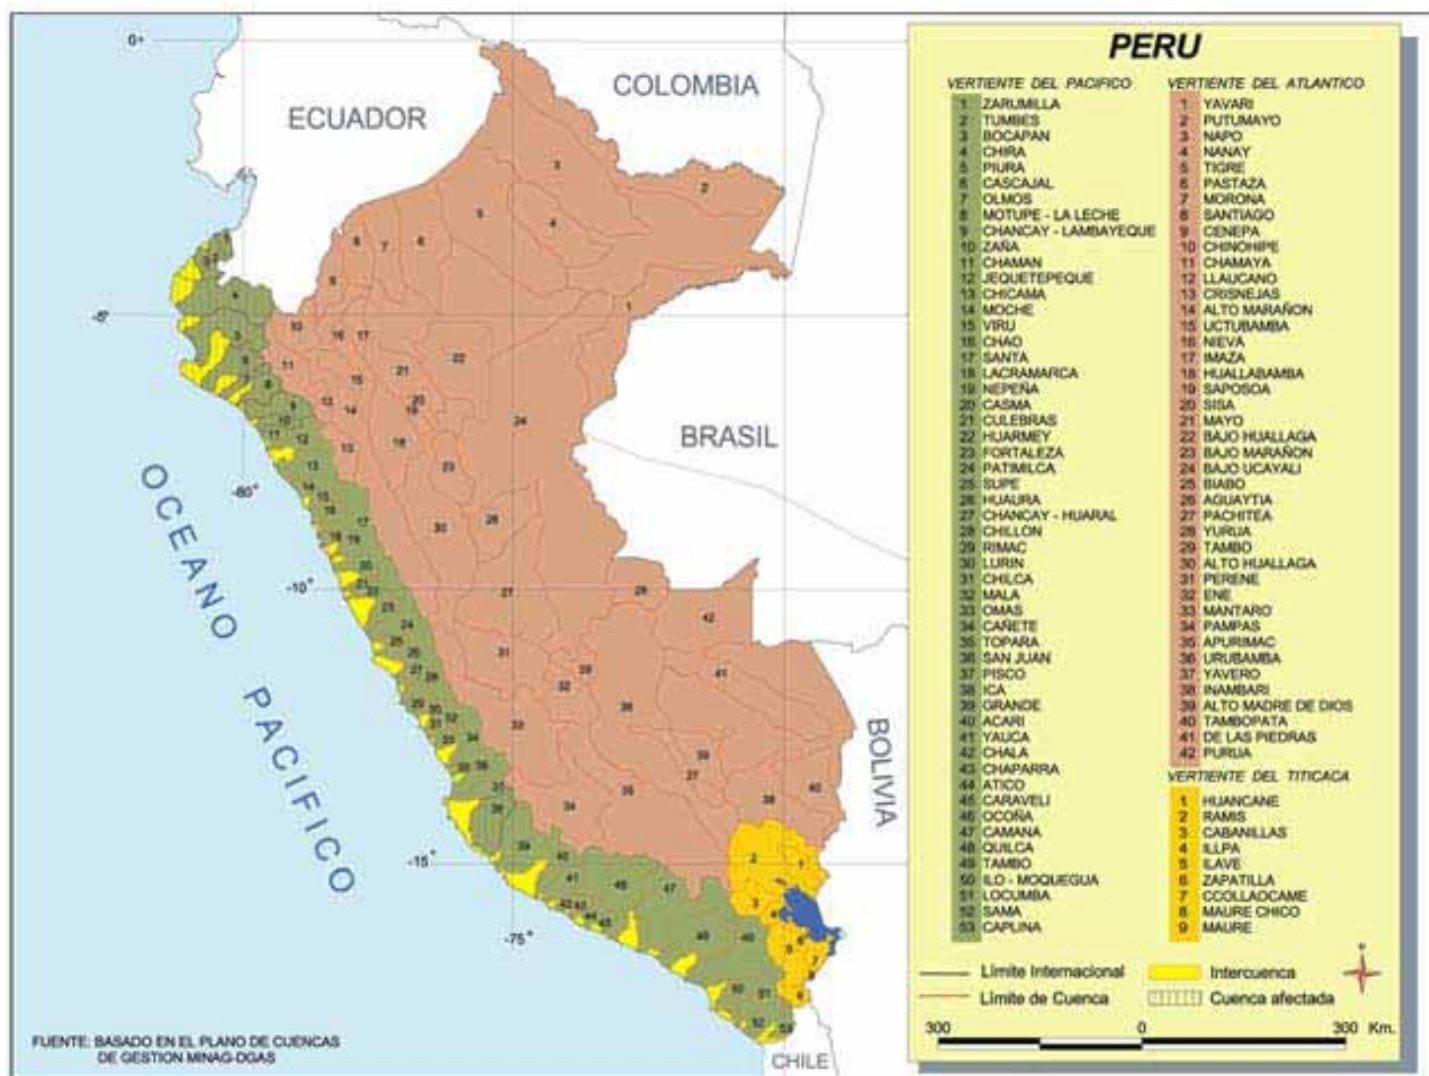 PERU
VERTIENTE DEL PACIFICO
1 ZARUMILLA
2 TUMBES
3 BOCAPAN
4 CHIRA
5 PIURA
6 CASCAJAL
7 OLMOS
8 MOTUPE - LA LECHE
9 CHANCAY - LAMBAYEQUE
10 ZAÑA
11 CHAMAN
12 JEQUETEPEQUE
13 CHICAMA
14 MOCHE
15 VIRU
16 CHAO
17 SANTA
18 LACRAMARCA
19 NEPEÑA
20 CASMA
21 CULEBRAS
22 HUARMEY
23 FORTALEZA
24 PATIMILCA
25 SUPE
26 HUAURA
27 CHANCAY - HUARAL
28 CHILLON
29 RIMAC
30 LURIN
31 CHILCA
32 MALA
33 OMAS
34 CAÑETE
35 TOPARA
36 SAN JUAN
37 PISCO
38 ICA
39 GRANDE
40 ACARI
41 YAUCA
42 CHALA
43 CHAPARRA
44 ATICO
45 CARAVELI
46 OCOÑA
47 CAMANA
48 QUILCA
49 TAMBO
50 ILO - MOQUEGUA
51 LOCUMBA
52 SAMA
53 CAPLINA
VERTIENTE DEL ATLANTICO
1 YAVARI
2 PUTUMAYO
3 NAPO
4 NANAY
5 TIGRE
6 PASTAZA
7 MORONA
8 SANTIAGO
9 CENEPA
10 CHINOHIPE
11 CHAMAYA
12 LLAUCANO
13 CRISNEJAS
14 ALTO MARAÑON
15 UCTUBAMBA
16 NIEVA
17 IMAZA
18 HUALLABAMBA
19 SAPOSOA
20 SISA
21 MAYO
22 BAJO HUALLAGA
23 BAJO MARAÑON
24 BAJO UCAYALI
25 BIABO
26 AGUAYTIA
27 PACHITEA
28 YURUA
29 TAMBO
30 ALTO HUALLAGA
31 PERENE
32 ENE
33 MANTARO
34 PAMPAS
35 APURIMAC
36 URUBAMBA
37 YAVERO
38 INAMBARI
39 ALTO MADRE DE DIOS
40 TAMBOPATA
41 DE LAS PIEDRAS
42 PURUA
VERTIENTE DEL TITICACA
1 HUANCANE
2 RAMIS
3 CABANILLAS
4 ILLPA
5 ILAVE
6 ZAPATILLA
7 CCOLLAOCAME
8 MAURE CHICO
9 MAURE
Límite Internacional
Límite de Cuenca
Intercuenca
Cuenca afectada
300 0 300 Km.
ECUADOR
COLOMBIA
BRASIL
BOLIVIA
CHILE
OCEANO PACIFICO
-5°
-80°
-10°
-15°
-75°
FUENTE: BASADO EN EL PLANO DE CUENCAS
DE GESTION MINAG-DGAS